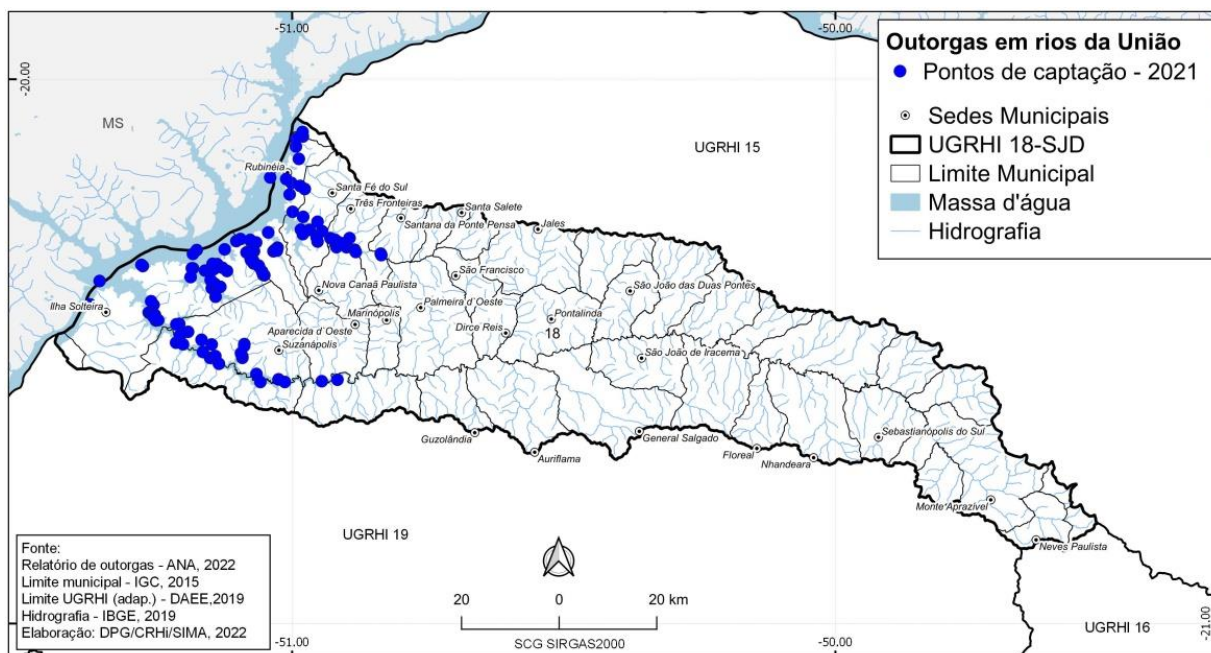 -51.00
-50.00
Outorgas em rios da União
Pontos de captação - 2021
Sedes Municipais
UGRHI 18-SJD
Limite Municipal
Massa d'água
Hidrografia
-20.00
-20.00
MS
UGRHI 15
Rubinéia
Santa Fé do Sul
Três Fronteiras
Santa Salete
Santana da Ponte Pensa
Jales
São Francisco
Nova Canaã Paulista
São João das Duas Pontes
Ilha Solteira
Palmeira d´Oeste
Marinópolis
Pontalinda
Aparecida d´Oeste
Dirce Reis
18
Suzanápolis
São João de Iracema
Guzolândia
General Salgado
Sebastianópolis do Sul
Auriflama
Floreal
Nhandeara
Monte Aprazível
Neves Paulista
UGRHI 19
Fonte:
Relatório de outorgas - ANA, 2022
Limite municipal - IGC, 2015
Limite UGRHI (adap.) - DAEE,2019
Hidrografia - IBGE, 2019
Elaboração: DPG/CRHi/SIMA, 2022
20 0 20 km
SCG SIRGAS2000
UGRHI 16
-21.00
-51.00
-50.00